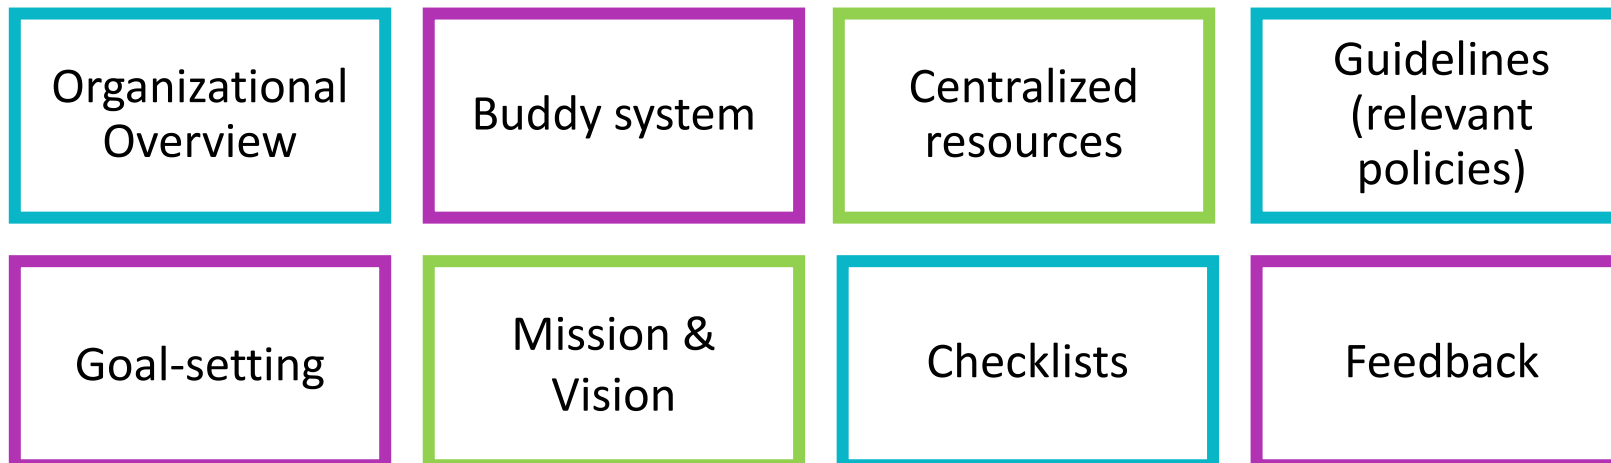 Organizational
Overview
Buddy system
Centralized
resources
Guidelines
(relevant
policies)
Goal-setting
Mission &
Vision
Checklists
Feedback